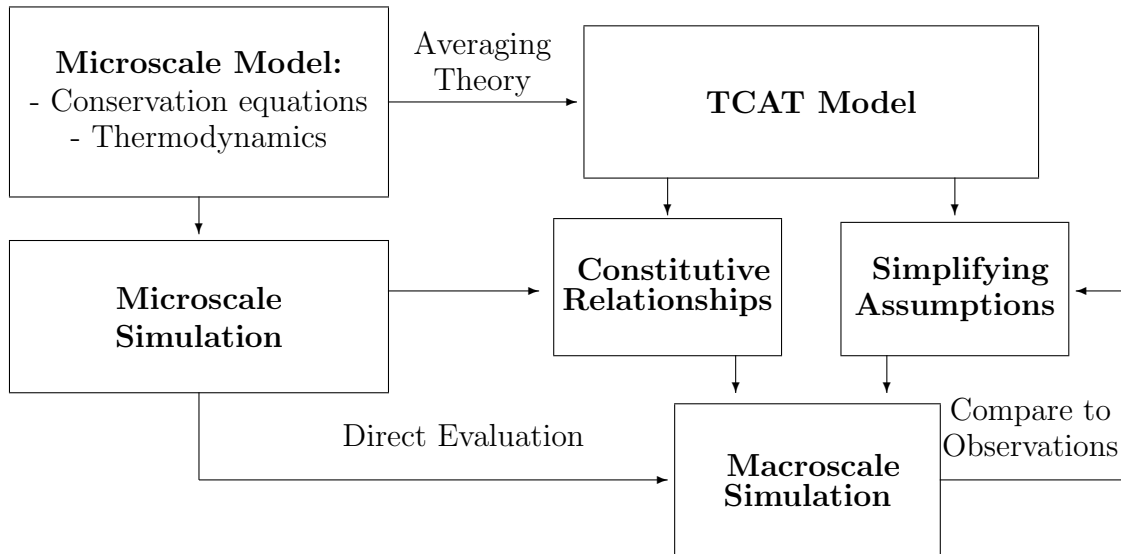 Microscale Model:
- Conservation equations
- Thermodynamics
Averaging
Theory
TCAT Model
Microscale
Simulation
Constitutive
Relationships
Simplifying
Assumptions
Direct Evaluation
Macroscale
Simulation
Compare to
Observations